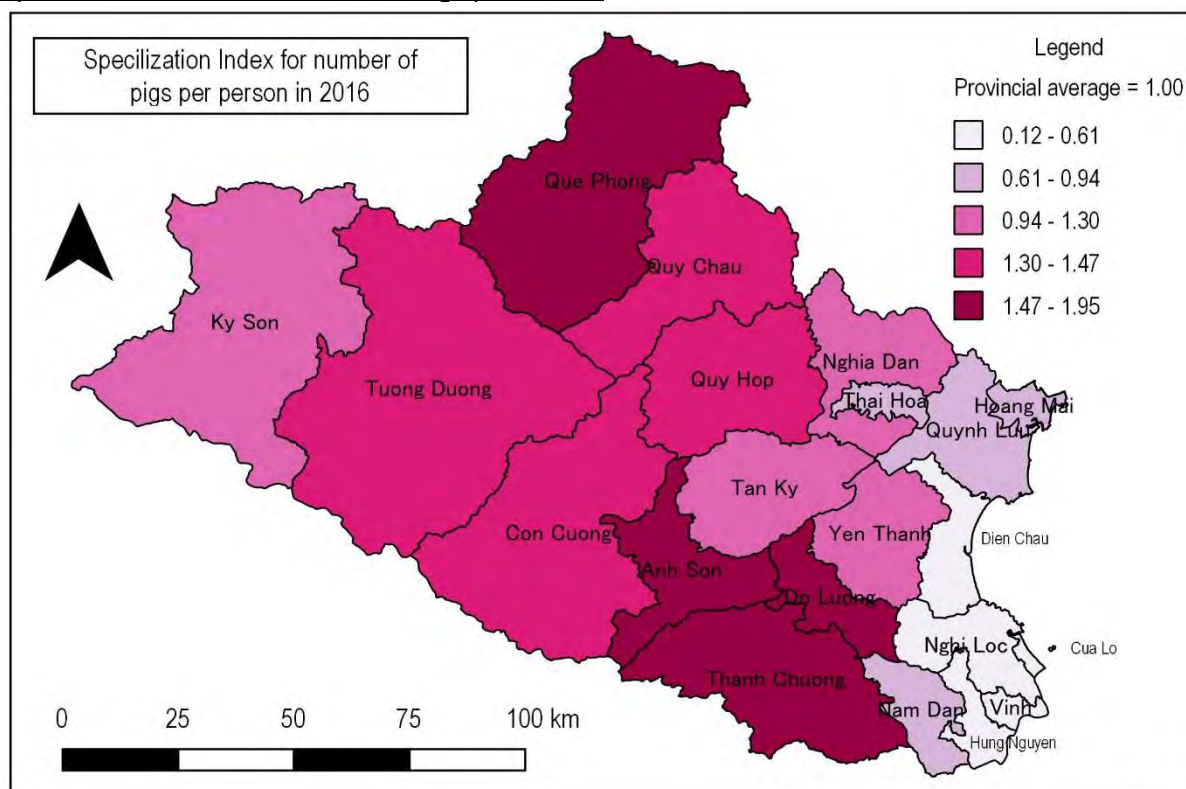 Specilization Index for number of
pigs per person in 2016
Legend
Provincial average = 1.00
0.12 - 0.61
0.61 - 0.94
0.94 - 1.30
1.30 - 1.47
1.47 - 1.95
Que Phong
Quy Chau
Ky Son
Nghia Dan
Quy Hop
Tuong Duong
Thai Hoa
Hoang Mai
Quynh Luu
Tan Ky
Con Cuong
Yen Thanh
Dien Chau
Anh Son
Do Luong
Nghi Loc
Cua Lo
Thanh Chuong
Nam Dan
Vinh
Hung Nguyen
0 25 50 75 100 km